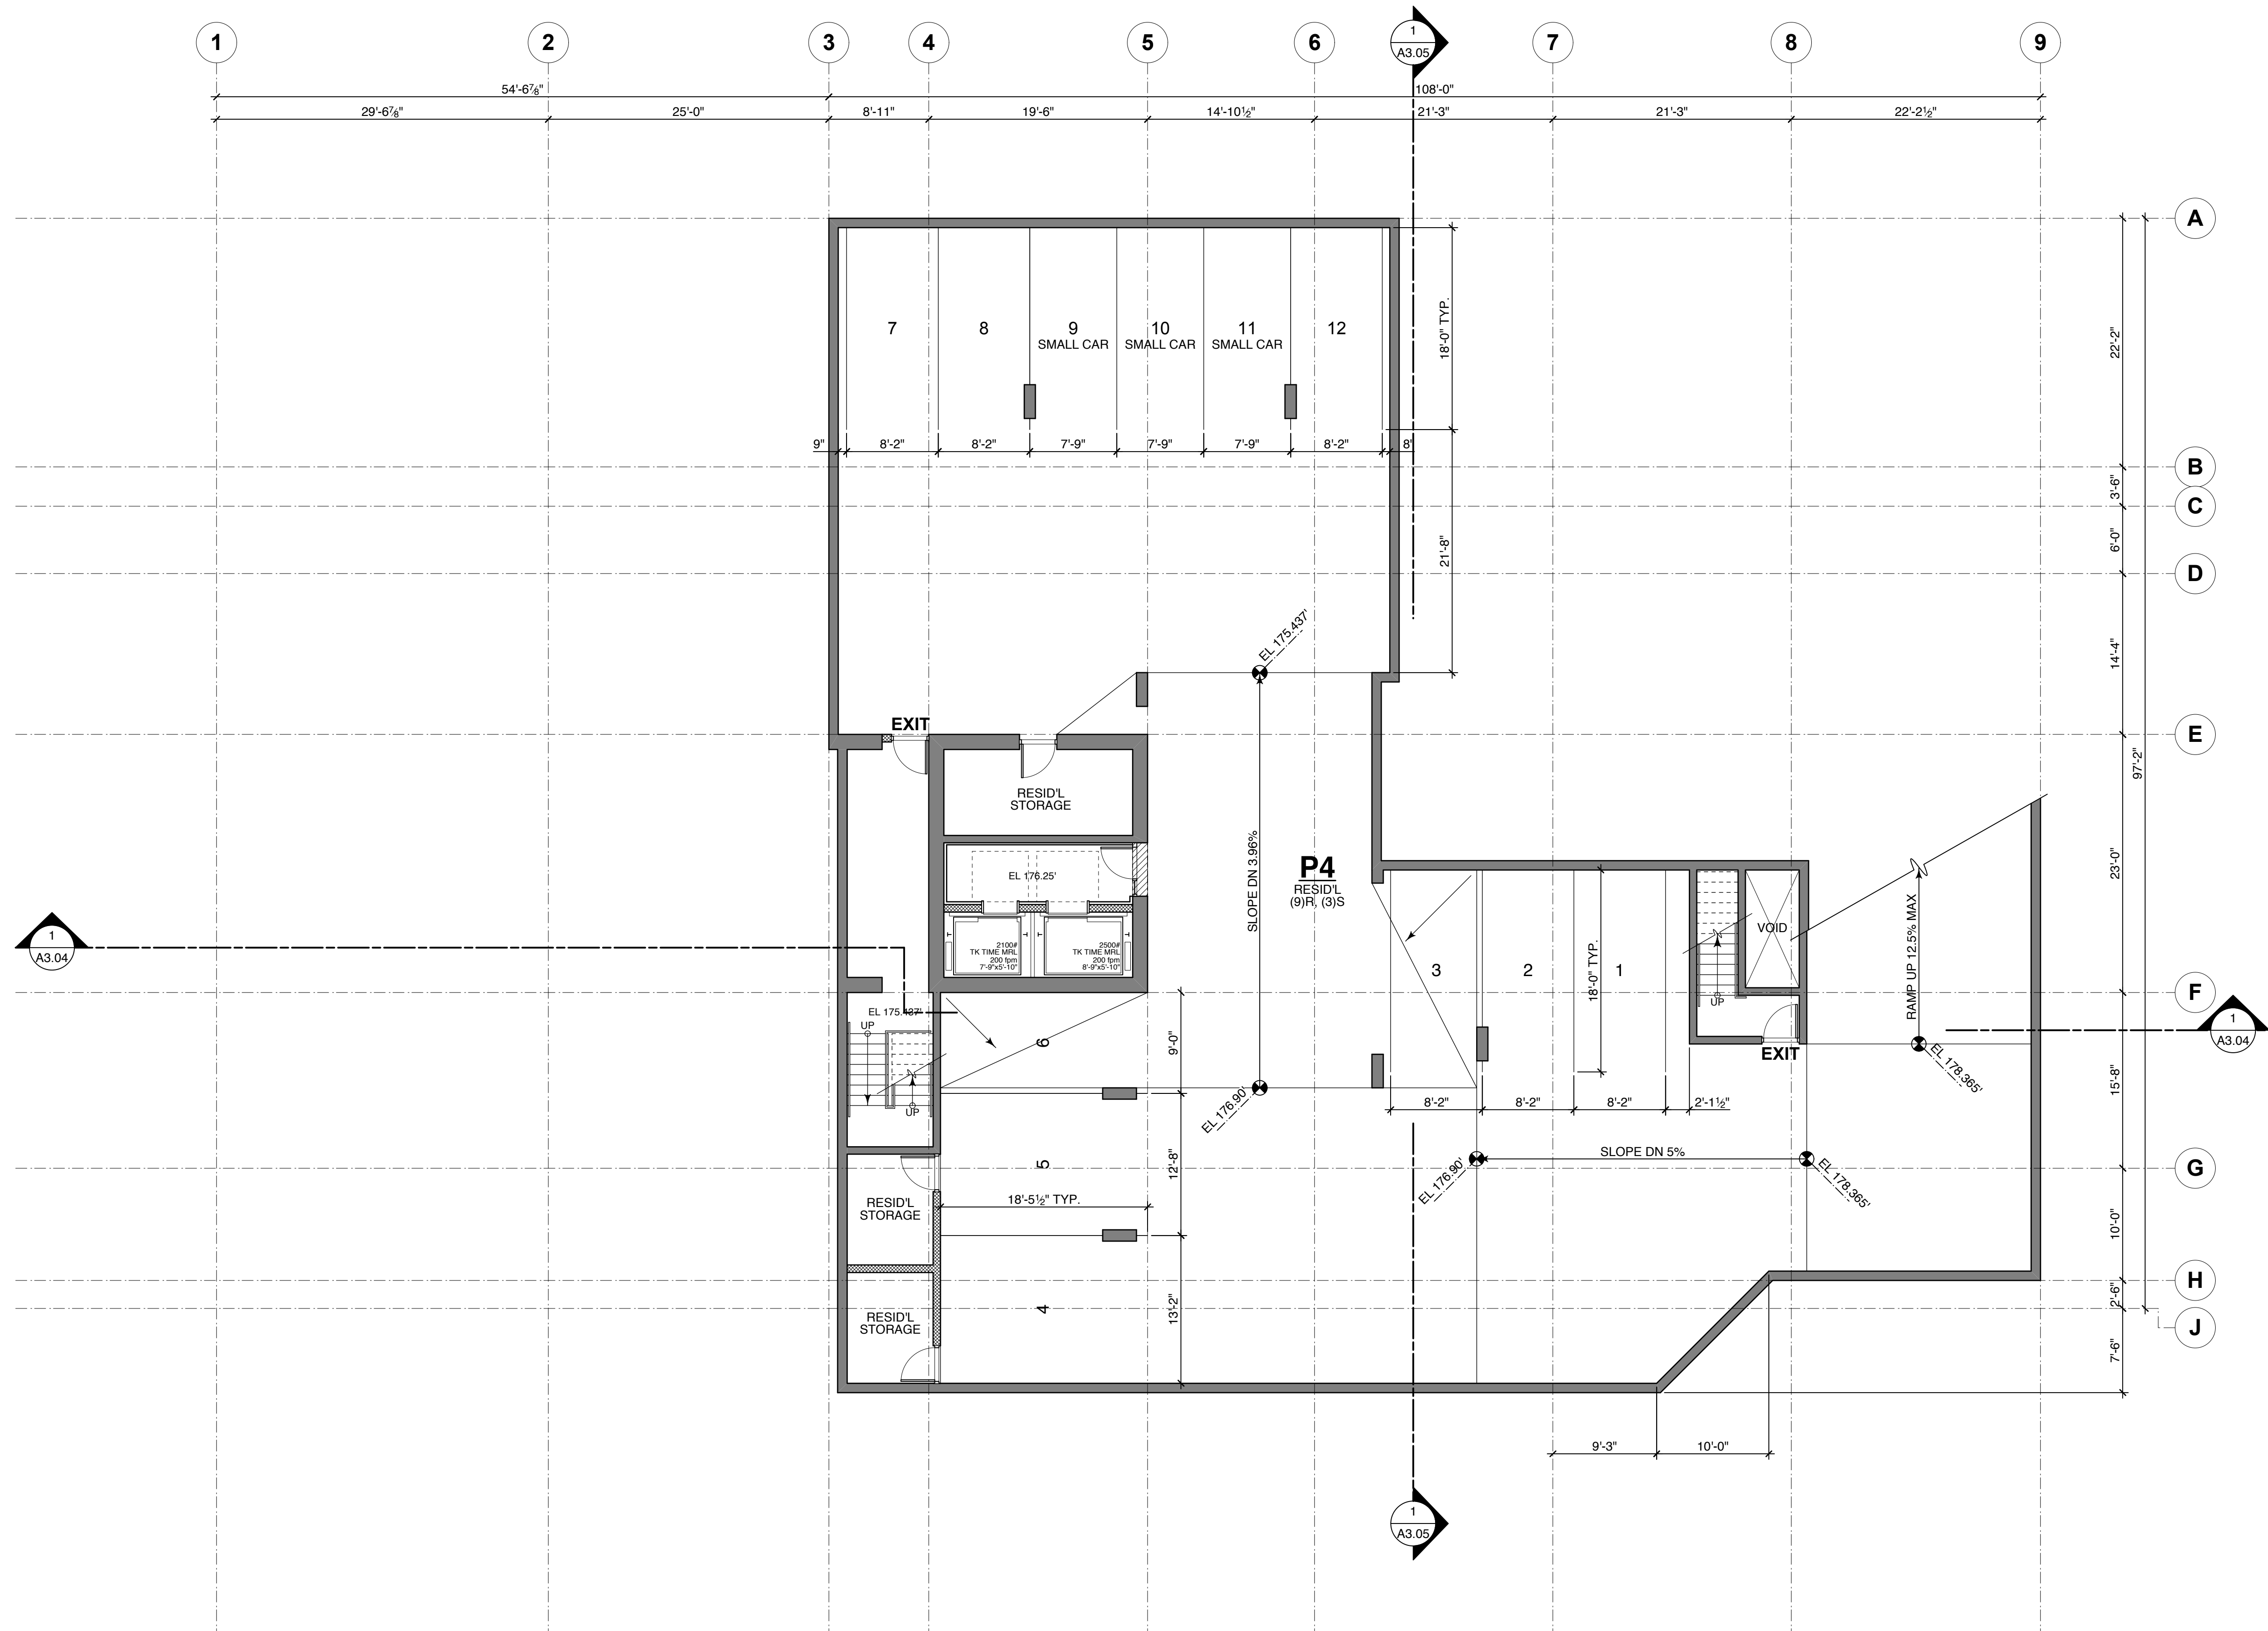 1
2
3
4
5
6
1
A3.05
7
8
9
54'-6⅞"
108'-0"
29'-6⅞"
25'-0"
8'-11"
19'-6"
14'-10½"
21'-3"
21'-3"
22'-2½"
A
7
8
9
SMALL CAR
10
SMALL CAR
11
SMALL CAR
12
18'-0" TYP.
22'-2"
9"
8'-2"
8'-2"
7'-9"
7'-9"
7'-9"
8'-2"
8"
B
3'-6"
C
6'-0"
21'-8"
D
EL 175.437'
14'-4"
EXIT
E
97'-2"
RESID'L
STORAGE
SLOPE DN 3.96%
P4
RESID'L
(9)R, (3)S
EL 176.25'
23'-0"
RAMP UP 12.5% MAX
VOID
1
A3.04
2100#
TK TIME MRL
200 fpm
7'-9"x5'-10"
2500#
TK TIME MRL
200 fpm
8'-9"x5'-10"
3
2
18'-0" TYP.
1
F
UP
EL 175.437'
UP
UP
6
9'-0"
EXIT
EL 178.365'
1
A3.04
15'-8"
EL 176.90'
8'-2"
8'-2"
8'-2"
2'-1½"
5
12'-8"
SLOPE DN 5%
EL 176.90'
EL 178.365'
G
RESID'L
STORAGE
18'-5½" TYP.
10'-0"
H
4
13'-2"
2'-6"
J
RESID'L
STORAGE
7'-6"
9'-3"
10'-0"
1
A3.05